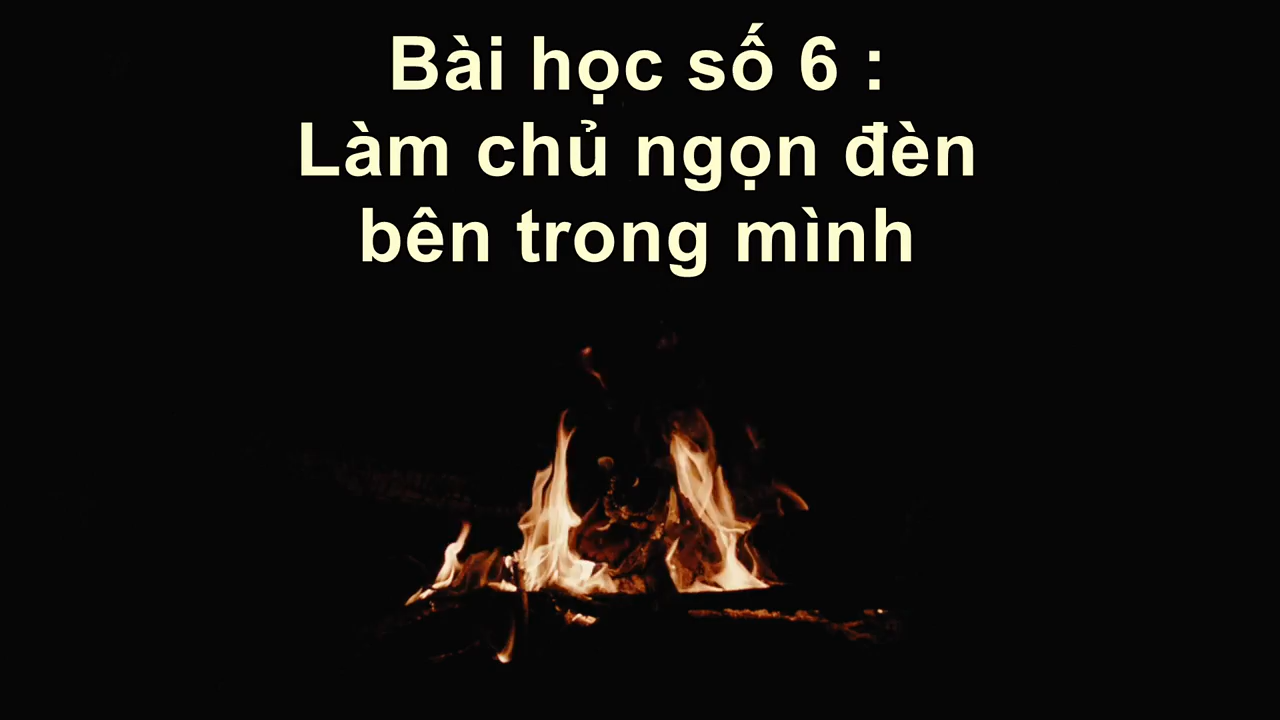 Bài học số 6 :
Làm chủ ngọn đèn
bên trong mình